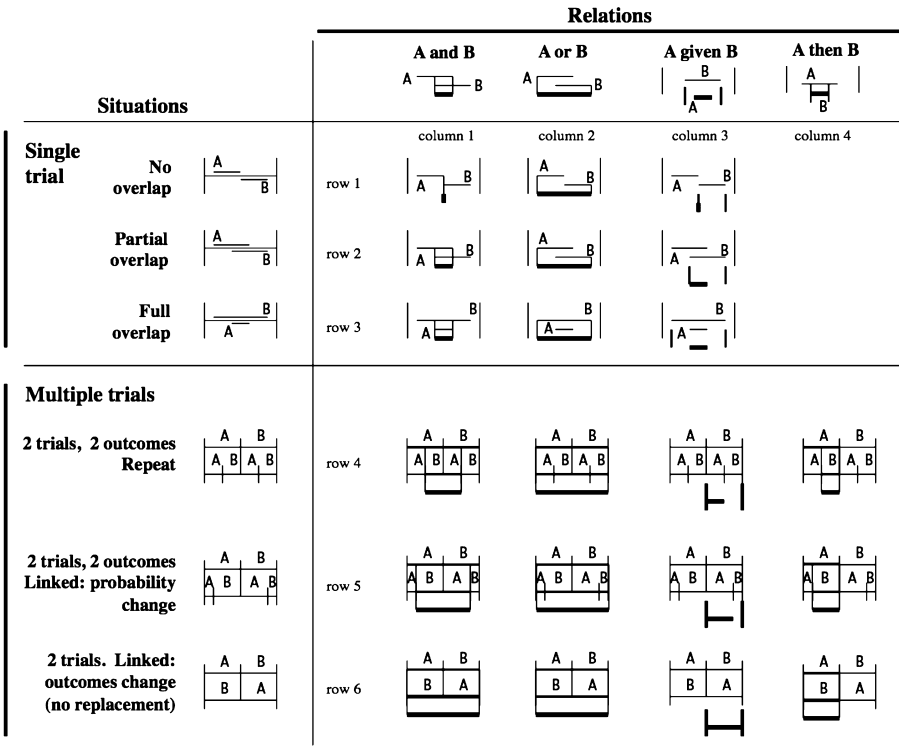 Relations
A and B
A or B
A given B
A then B
A B
A B
B A
A B
Situations
column 1
column 2
column 3
column 4
Single
trial
No
overlap
A B
row 1
A B
A B
A B
Partial
overlap
A B
row 2
A B
A B
A B
Full
overlap
B
A
row 3
B
A
B
A
B
A
Multiple trials
2 trials, 2 outcomes
Repeat
A B
A B A B
row 4
A B
A B A B
A B
A B A B
A B
A B A B
A B
A B A B
2 trials, 2 outcomes
Linked: probability
change
A B
A B A B
row 5
A B
A B A B
A B
A B A B
A B
A B A B
A B
A B A B
2 trials. Linked:
outcomes change
(no replacement)
A B
B A
row 6
A B
B A
A B
B A
A B
B A
A B
B A